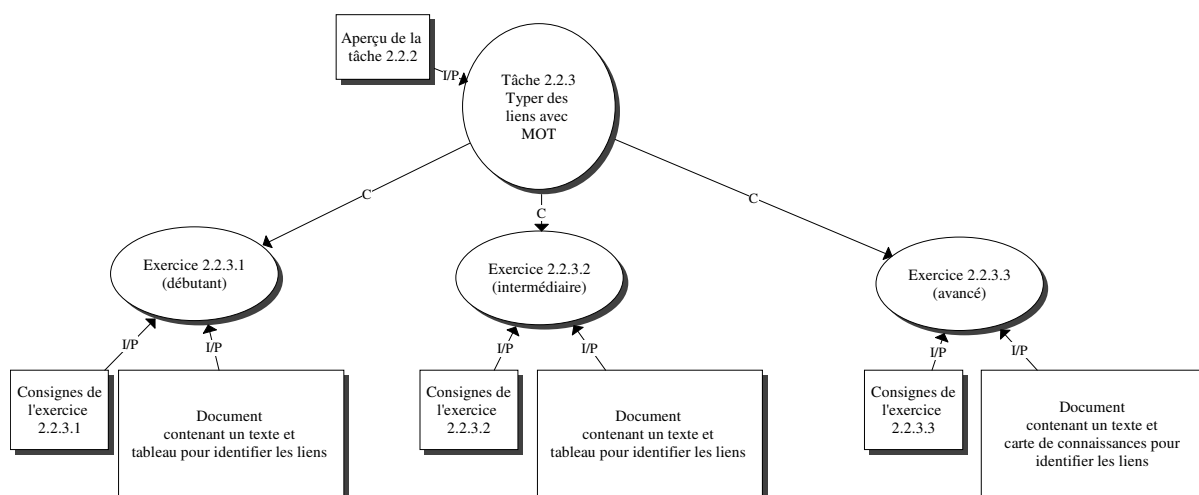 Aperçu de la
tâche 2.2.2
I/P
Tâche 2.2.3
Typer des
liens avec
MOT
C
C
C
Exercice 2.2.3.1
(débutant)
Exercice 2.2.3.2
(intermédiaire)
Exercice 2.2.3.3
(avancé)
I/P
I/P
I/P
I/P
I/P
I/P
Consignes de
l'exercice
2.2.3.1
Document
contenant un texte et
tableau pour identifier les liens
Consignes de
l'exercice
2.2.3.2
Document
contenant un texte et
tableau pour identifier les liens
Consignes de
l'exercice
2.2.3.3
Document
contenant un texte et
carte de connaissances pour
identifier les liens